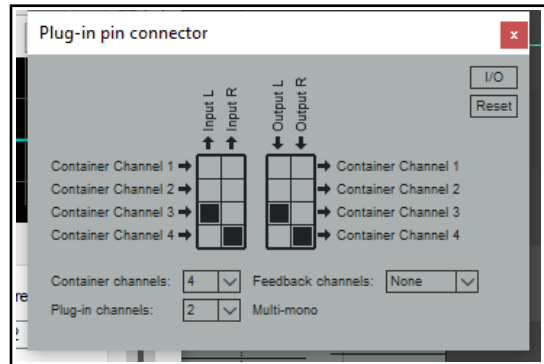 Plug-in pin connector
x
I/O
Reset
Input L
Input R
Output L
Output R
Container Channel 1
Container Channel 1
Container Channel 2
Container Channel 2
Container Channel 3
Container Channel 3
Container Channel 4
Container Channel 4
Container channels: 4 Feedback channels: None
Plug-in channels: 2 Multi-mono
re